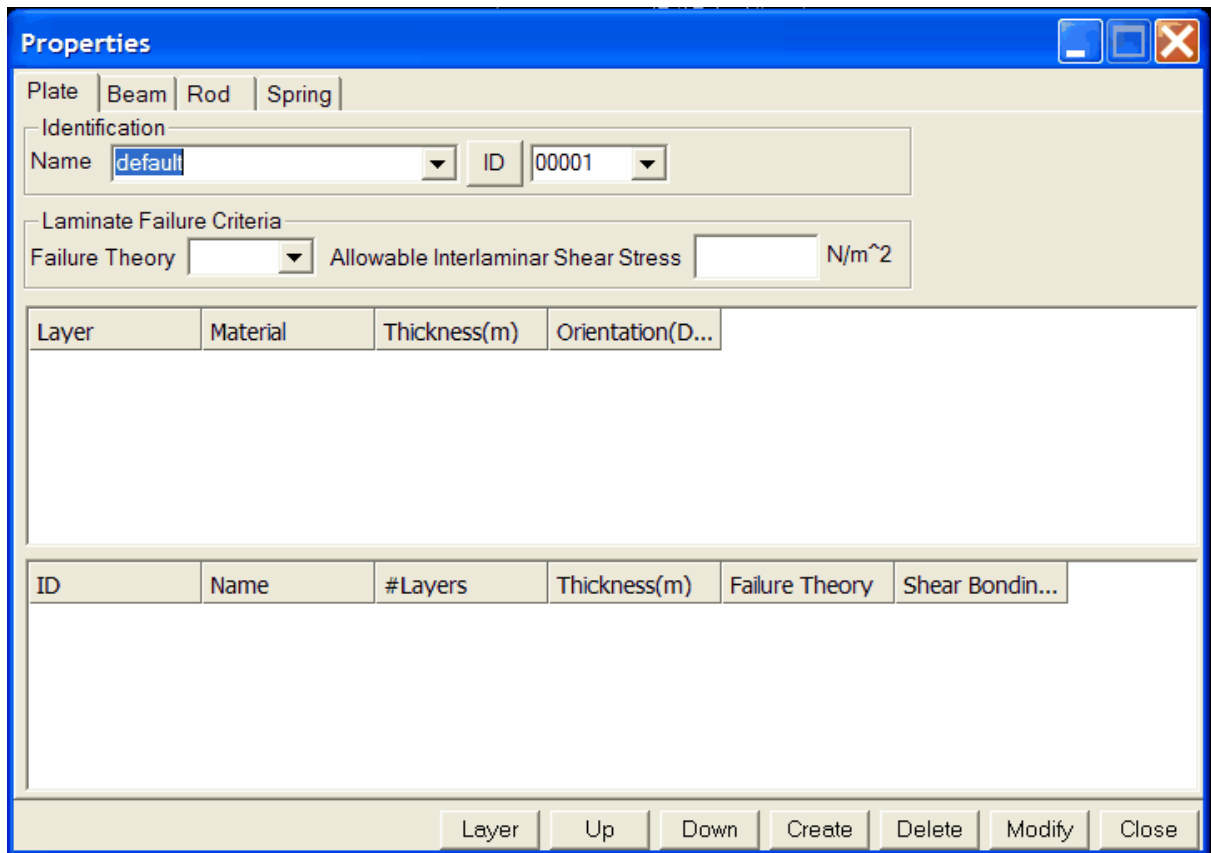 Properties
Plate Beam Rod Spring
Identification
Name default ID 00001
Laminate Failure Criteria
Failure Theory Allowable Interlaminar Shear Stress N/m^2
Layer Material Thickness(m) Orientation(D...
ID Name #Layers Thickness(m) Failure Theory Shear Bondin...
Layer Up Down Create Delete Modify Close